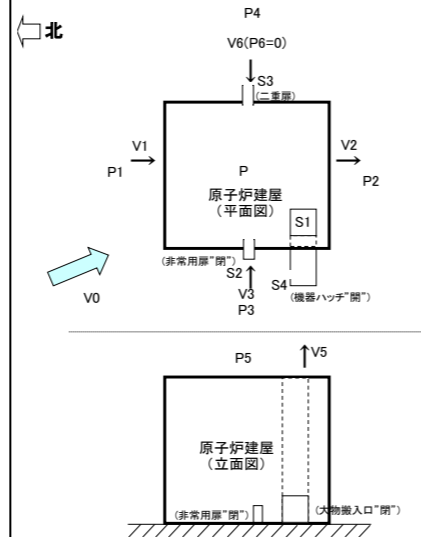 北
P4
V6(P6=0)
S3
(二重扉)
V1
V2
P1
P
P2
原子炉建屋
(平面図)
S1
(非常用扉"閉")
S2
S4
V0
V3
(機器ハッチ"開")
P3
P5
V5
原子炉建屋
(立面図)
(非常用扉"閉")
(大物搬入口"閉")